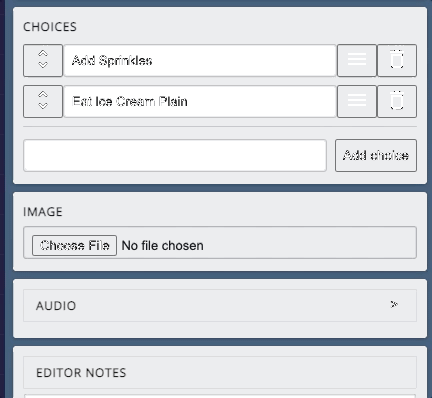 CHOICES
Add Sprinkles
Eat Ice Cream Plain
Add choice
IMAGE
Choose File No file chosen
AUDIO >
EDITOR NOTES